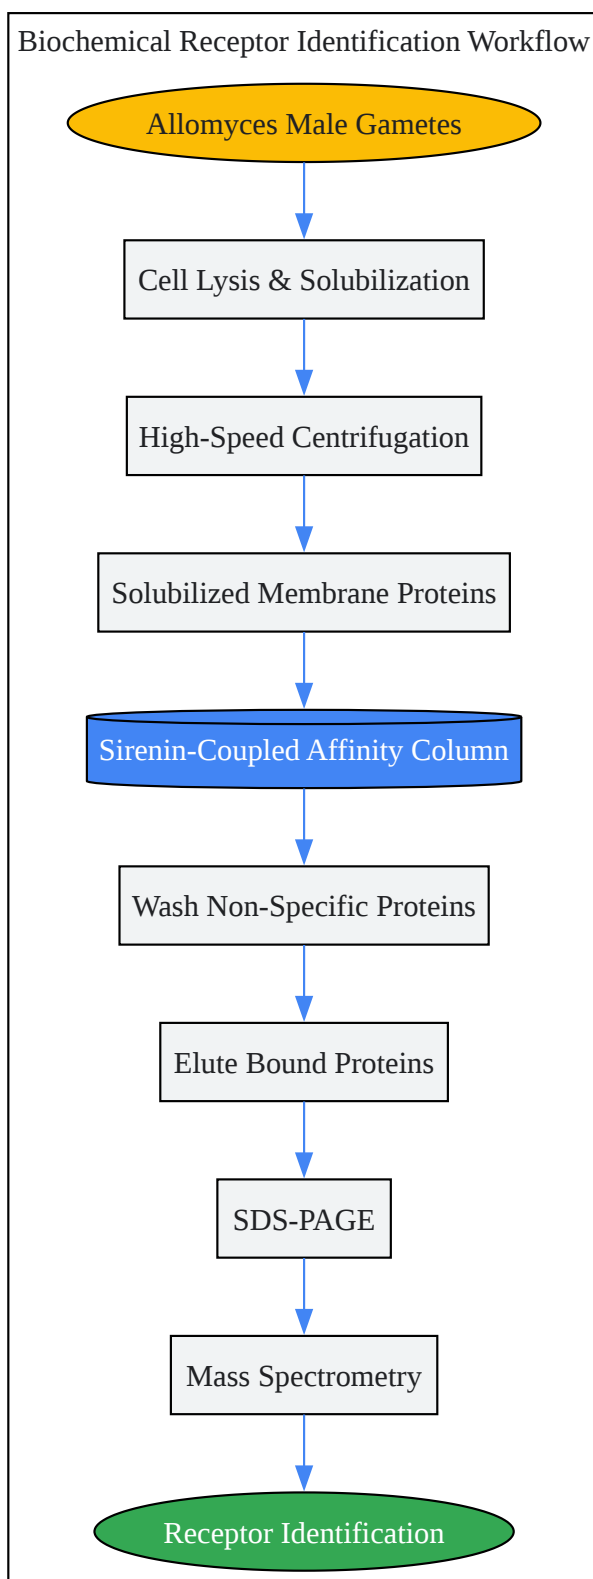 Biochemical Receptor Identification Workflow
Allomyces Male Gametes
Cell Lysis & Solubilization
High-Speed Centrifugation
Solubilized Membrane Proteins
Sirenin-Coupled Affinity Column
Wash Non-Specific Proteins
Elute Bound Proteins
SDS-PAGE
Mass Spectrometry
Receptor Identification